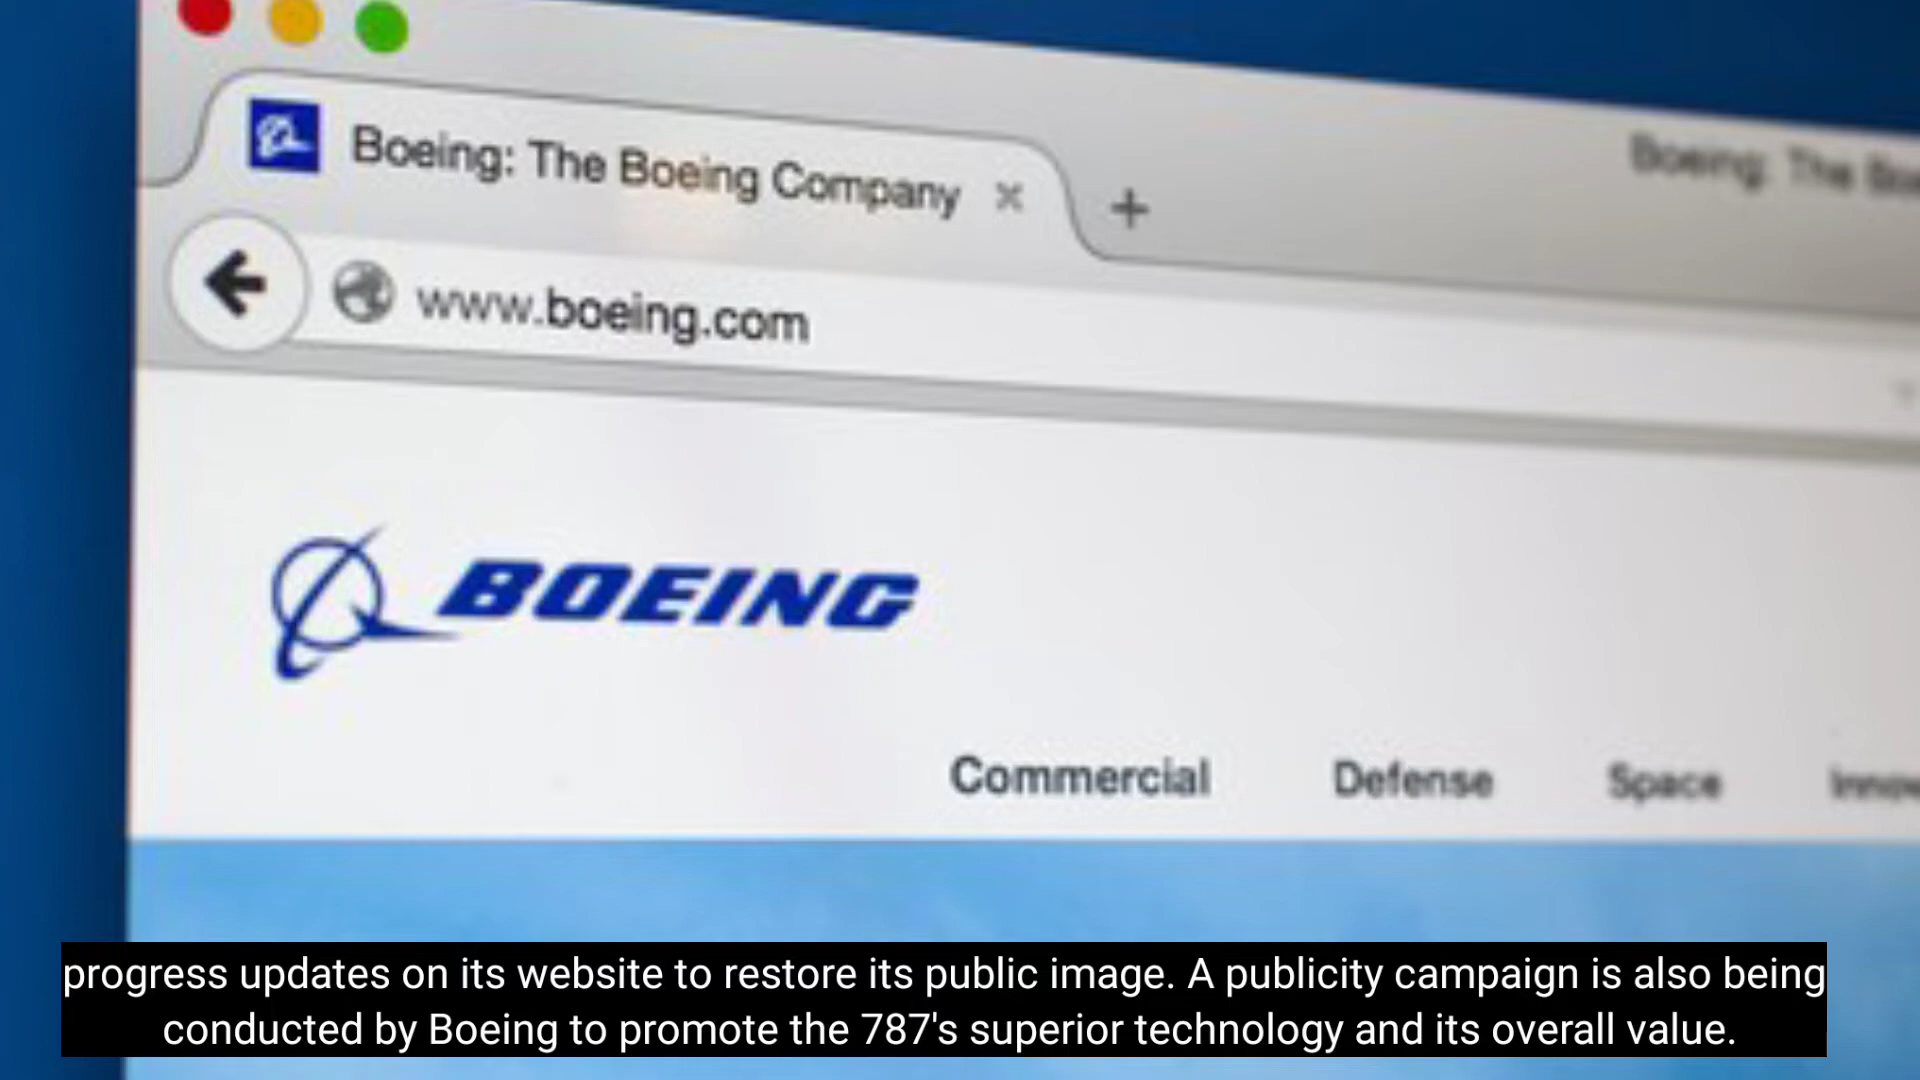 Boeing: The Boeing Company
Boeing: The
www.boeing.com
BOEING
Commercial Defense Space
progress updates on its website to restore its public image. A publicity campaign is also being
conducted by Boeing to promote the 787's superior technology and its overall value.